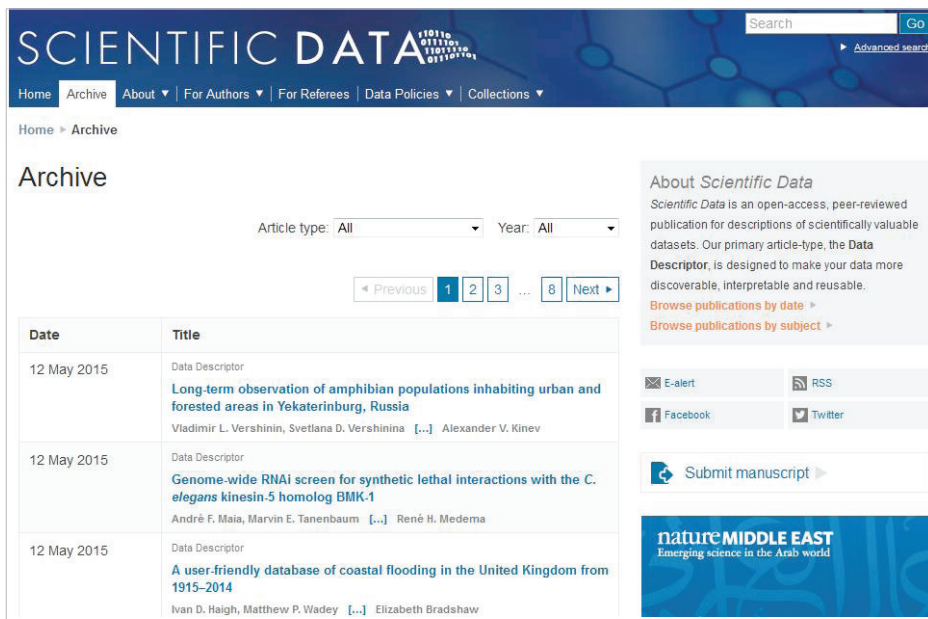 SCIENTIFIC DATA
110110
011110
1101111
011101101
Search
Go
Advanced search
Home Archive About For Authors For Referees Data Policies Collections
Home Archive
Archive
Article type: All Year: All
Previous 1 2 3 ... 8 Next
Date Title
12 May 2015
Data Descriptor
Long-term observation of amphibian populations inhabiting urban and
forested areas in Yekaterinburg, Russia
Vladimir L. Vershinin, Svetlana D. Vershinina [...] Alexander V. Kinev
12 May 2015
Data Descriptor
Genome-wide RNAi screen for synthetic lethal interactions with the C.
elegans kinesin-5 homolog BMK-1
André F. Maia, Marvin E. Tanenbaum [...] René H. Medema
12 May 2015
Data Descriptor
A user-friendly database of coastal flooding in the United Kingdom from
1915–2014
Ivan D. Haigh, Matthew P. Wadey [...] Elizabeth Bradshaw
About Scientific Data
Scientific Data is an open-access, peer-reviewed
publication for descriptions of scientifically valuable
datasets. Our primary article-type, the Data
Descriptor, is designed to make your data more
discoverable, interpretable and reusable.
Browse publications by date
Browse publications by subject
E-alert RSS
Facebook Twitter
Submit manuscript
nature MIDDLE EAST
Emerging science in the Arab world